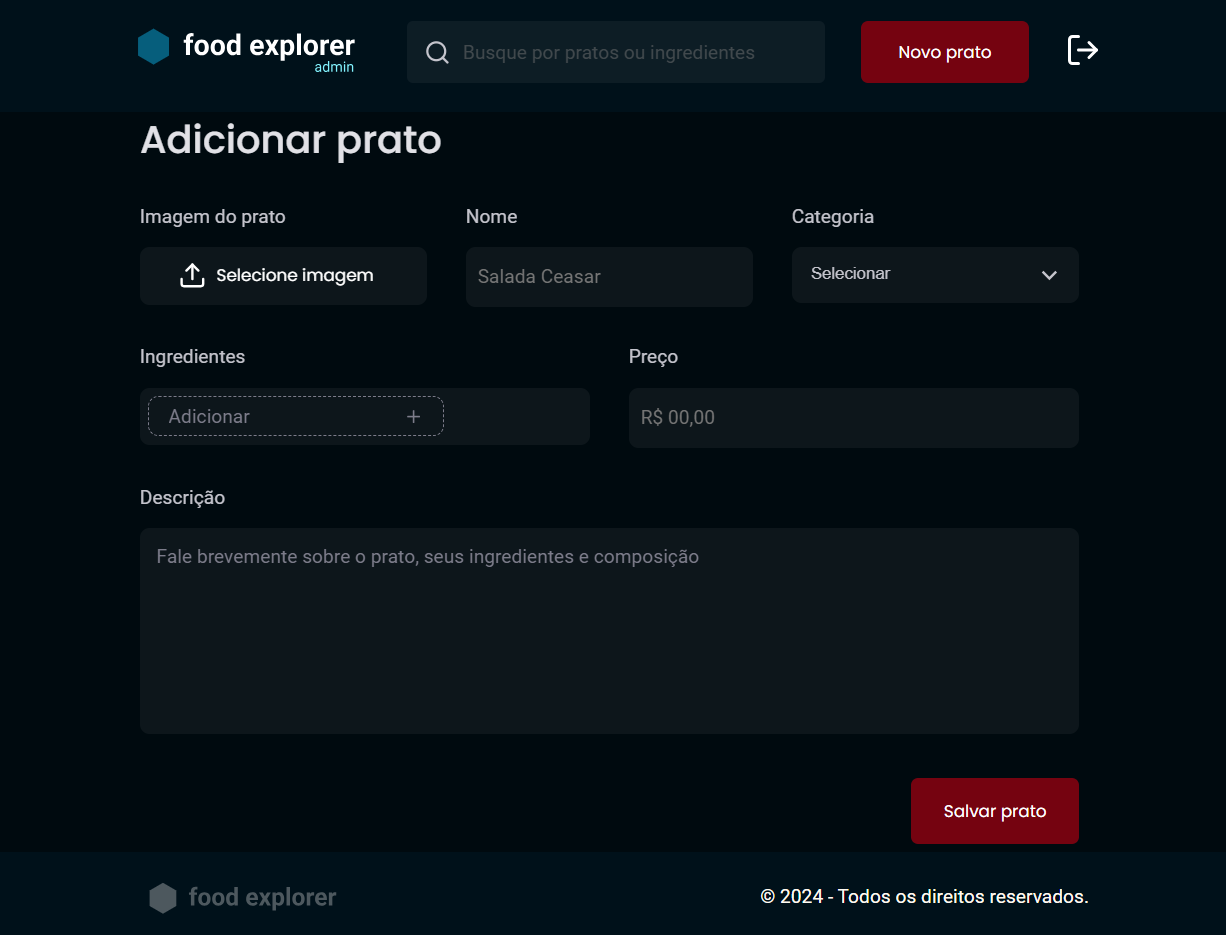 food explorer
admin
Busque por pratos ou ingredientes
Novo prato
Adicionar prato
Imagem do prato
Nome
Categoria
Selecione imagem
Salada Ceasar
Selecionar
Ingredientes
Preço
Adicionar +
R$ 00,00
Descrição
Fale brevemente sobre o prato, seus ingredientes e composição
Salvar prato
food explorer
© 2024 - Todos os direitos reservados.